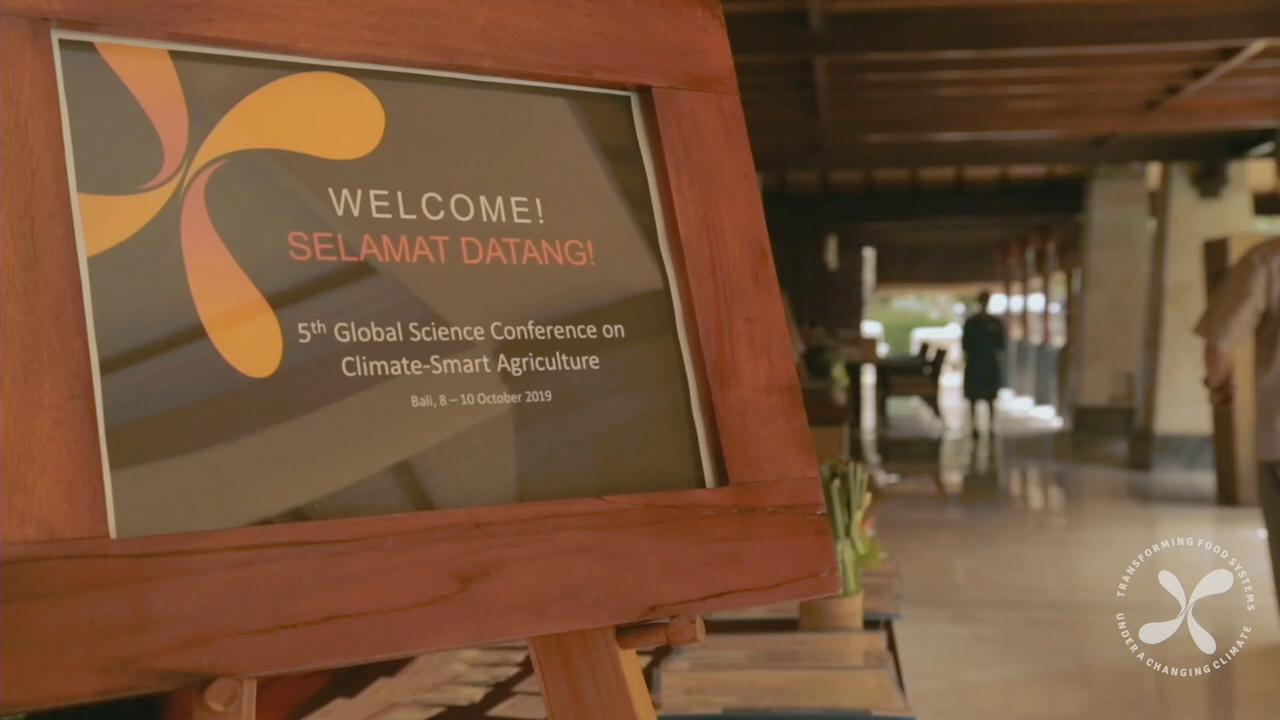 WELCOME!
SELAMAT DATANG!
5th Global Science Conference on
Climate-Smart Agriculture
Bali, 8 – 10 October 2019
TRANSFORMING FOOD SYSTEMS
UNDER A CHANGING CLIMATE